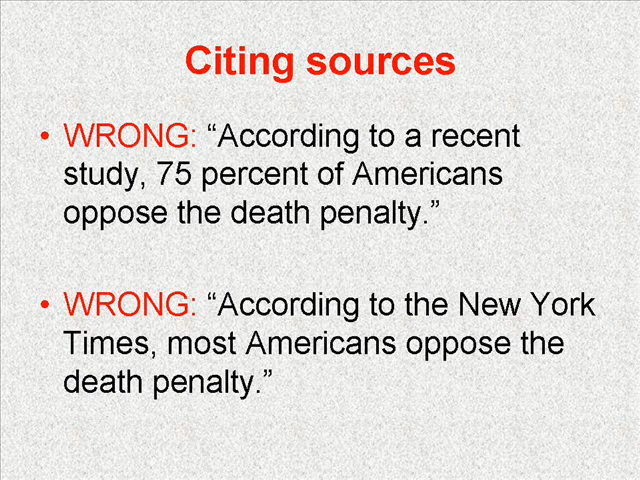 Citing sources
• WRONG: “According to a recent
study, 75 percent of Americans
oppose the death penalty.”
• WRONG: “According to the New York
Times, most Americans oppose the
death penalty.”